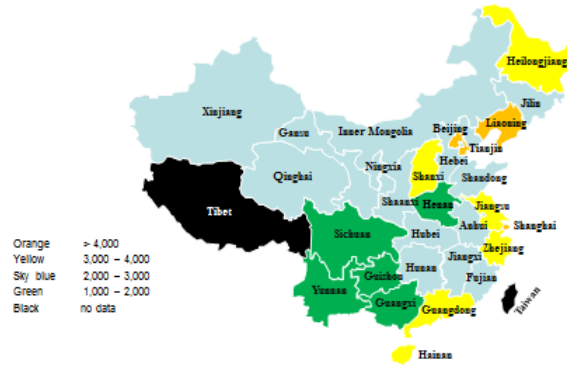 Heilongjiang
Jilin
Xinjiang
Liaoning
Beijing
Gansu
Inner Mongolia
Tianjin
Hebei
Ningxia
Qinghai
Shanxi
Shandong
Shaanxi
Henan
Jiangsu
Tibet
Anhui
Shanghai
Sichuan
Hubei
Zhejiang
Jiangxi
Hunan
Guizhou
Fujian
Yunnan
Guangxi
Guangdong
Taiwan
Hainan
Orange > 4,000
Yellow 3,000 – 4,000
Sky blue 2,000 – 3,000
Green 1,000 – 2,000
Black no data